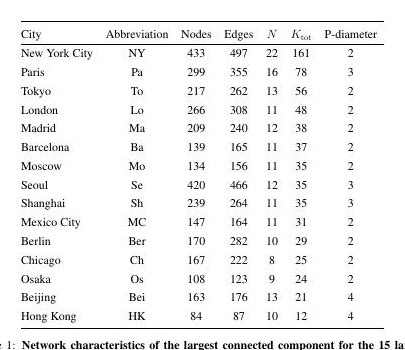 City Abbreviation Nodes Edges N K_tot P-diameter
New York City NY 433 497 22 161 2
Paris Pa 299 355 16 78 3
Tokyo To 217 262 13 56 2
London Lo 266 308 11 48 2
Madrid Ma 209 240 12 38 2
Barcelona Ba 139 165 11 37 2
Moscow Mo 134 156 11 35 2
Seoul Se 420 466 12 35 3
Shanghai Sh 239 264 11 35 3
Mexico City MC 147 164 11 31 2
Berlin Ber 170 282 10 29 2
Chicago Ch 167 222 8 25 2
Osaka Os 108 123 9 24 2
Beijing Bei 163 176 13 21 4
Hong Kong HK 84 87 10 12 4
1: Network characteristics of the largest connected component for the 15